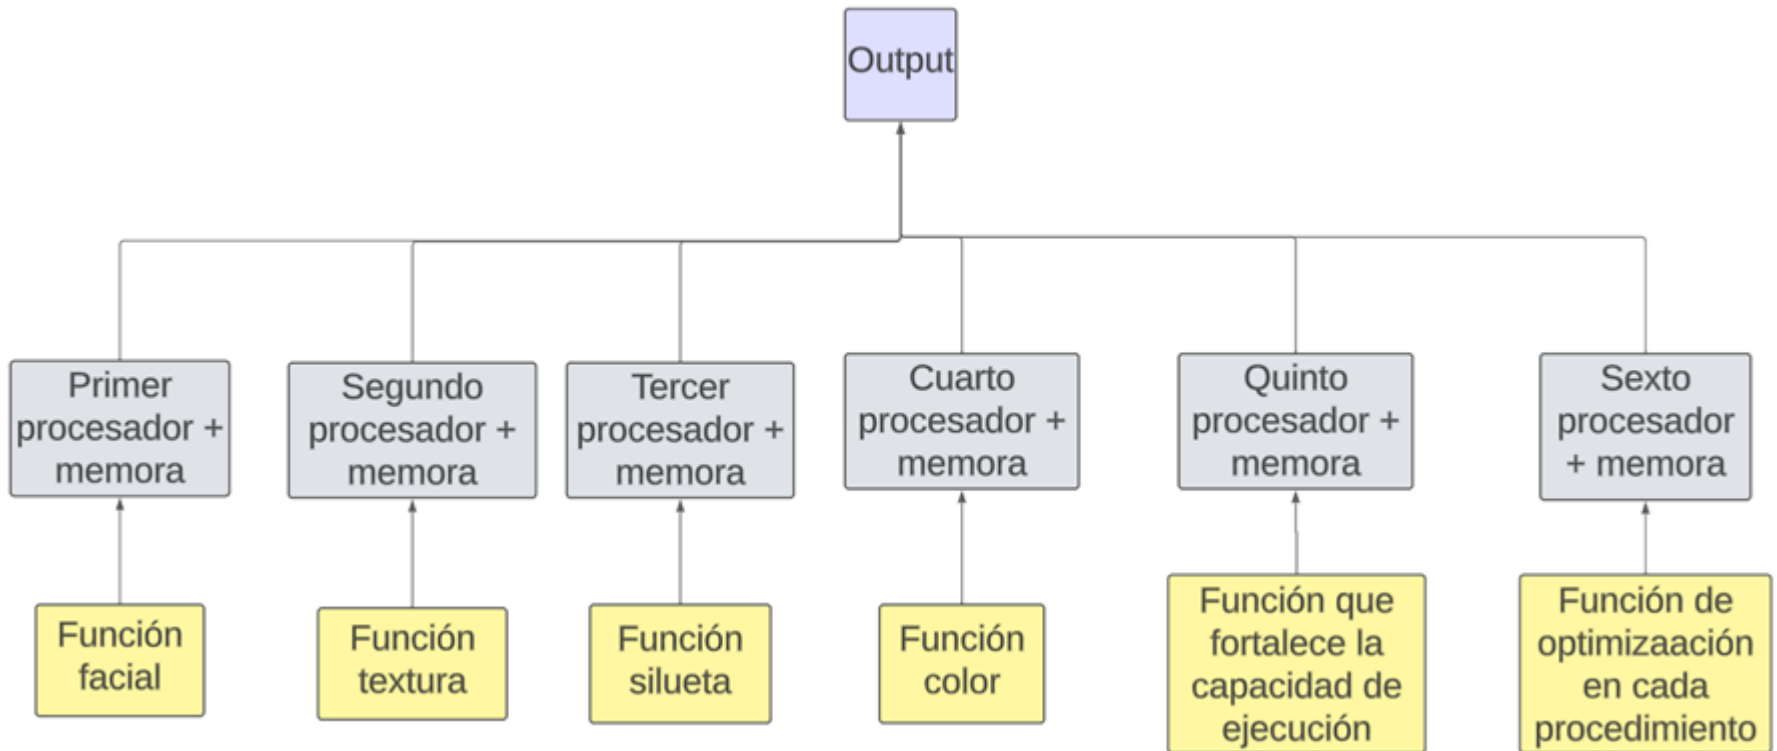 Output
Primer
procesador +
memora
Segundo
procesador +
memora
Tercer
procesador +
memora
Cuarto
procesador +
memora
Quinto
procesador +
memora
Sexto
procesador
+ memora
Función
facial
Función
textura
Función
silueta
Función
color
Función que
fortalece la
capacidad de
ejecución
Función de
optimizaación
en cada
procedimiento